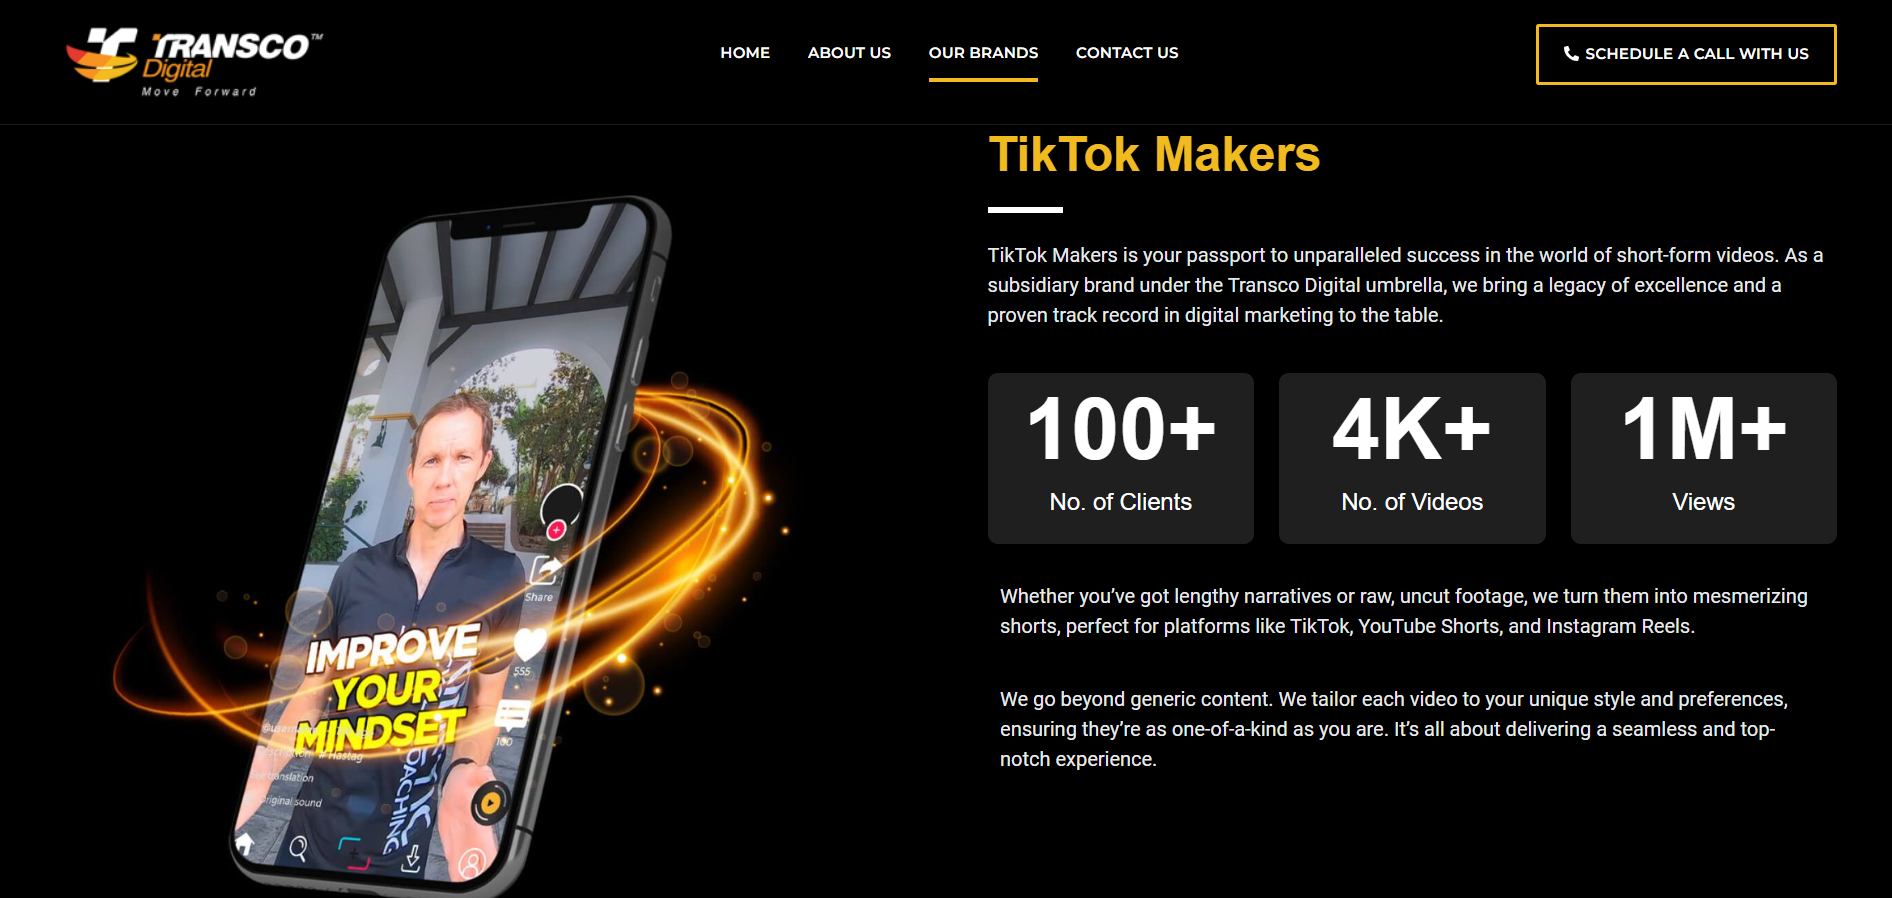 TRANSCO™
Digital
Move Forward
HOME
ABOUT US
OUR BRANDS
CONTACT US
SCHEDULE A CALL WITH US
TikTok Makers
TikTok Makers is your passport to unparalleled success in the world of short-form videos. As a
subsidiary brand under the Transco Digital umbrella, we bring a legacy of excellence and a
proven track record in digital marketing to the table.
100+
No. of Clients
4K+
No. of Videos
1M+
Views
Whether you’ve got lengthy narratives or raw, uncut footage, we turn them into mesmerizing
shorts, perfect for platforms like TikTok, YouTube Shorts, and Instagram Reels.
We go beyond generic content. We tailor each video to your unique style and preferences,
ensuring they’re as one-of-a-kind as you are. It’s all about delivering a seamless and top-
notch experience.
Share
IMPROVE
YOUR
MINDSET
555
100
# Hastag
translation
sound